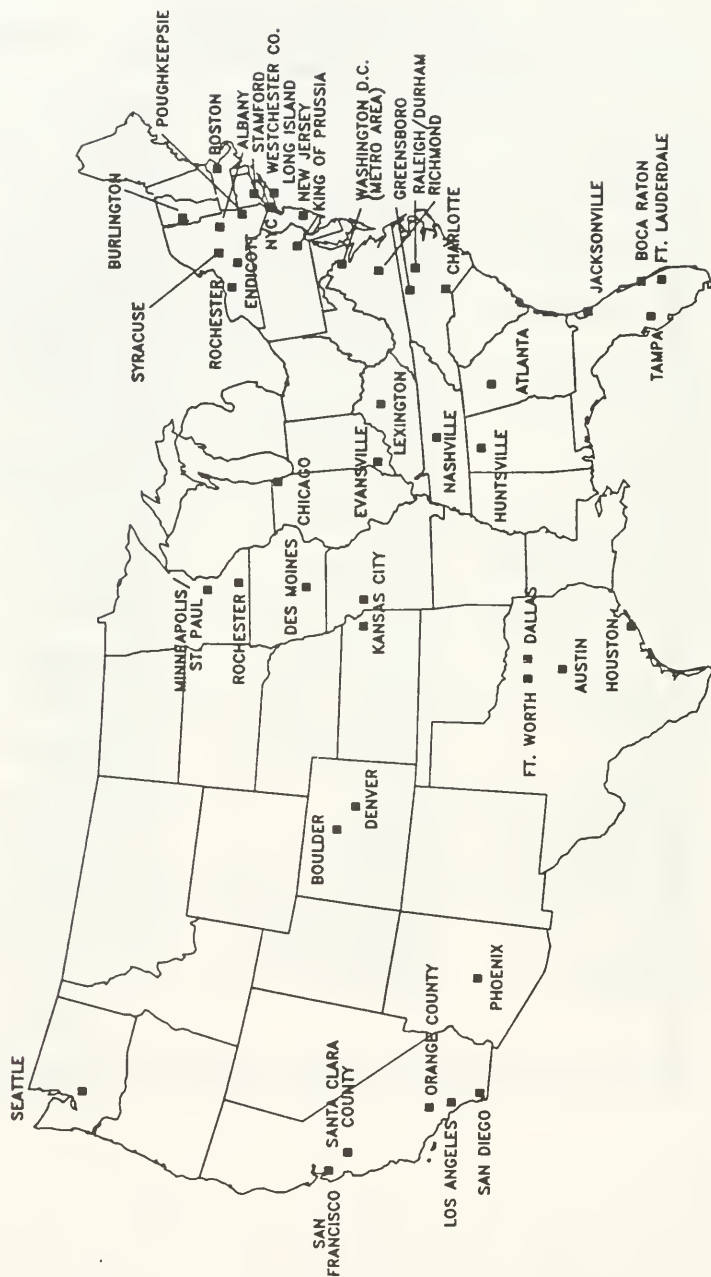 SEATTLE
SAN
FRANCISCO
SANTA CLARA
COUNTY
ORANGE COUNTY
LOS ANGELES
SAN DIEGO
PHOENIX
BOULDER
DENVER
FT. WORTH
DALLAS
AUSTIN
HOUSTON
MINNEAPOLIS/
ST. PAUL
ROCHESTER
DES MOINES
KANSAS CITY
CHICAGO
EVANSVILLE
LEXINGTON
NASHVILLE
HUNTSVILLE
ATLANTA
SYRACUSE
BURLINGTON
ROCHESTER
ENDICOTT
POUGHKEEPSIE
BOSTON
ALBANY
STAMFORD
WESTCHESTER CO.
LONG ISLAND
NYC
NEW JERSEY
KING OF PRUSSIA
WASHINGTON D.C.
(METRO AREA)
GREENSBORO
RALEIGH/DURHAM
RICHMOND
CHARLOTTE
JACKSONVILLE
BOCA RATON
FT. LAUDERDALE
TAMPA